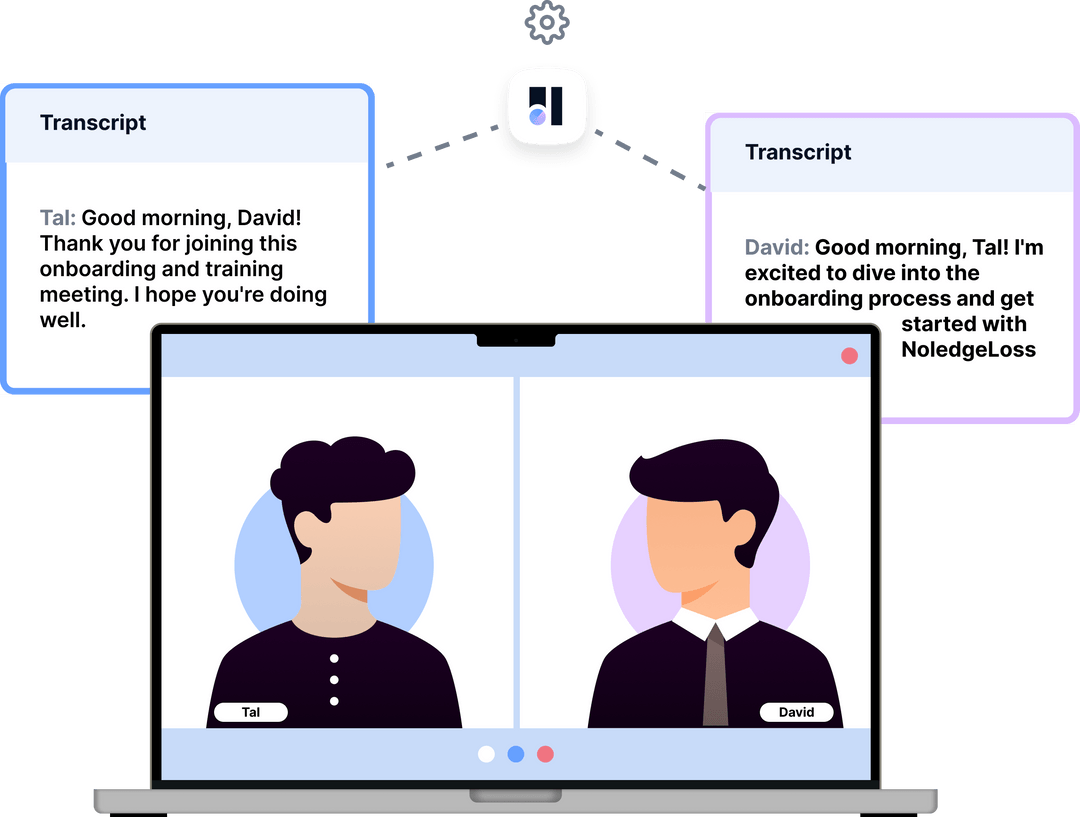 Transcript
Tal: Good morning, David!
Thank you for joining this
onboarding and training
meeting. I hope you're doing
well.
Transcript
David: Good morning, Tal! I'm
excited to dive into the
onboarding process and get
started with
NoledgeLoss
Tal
David